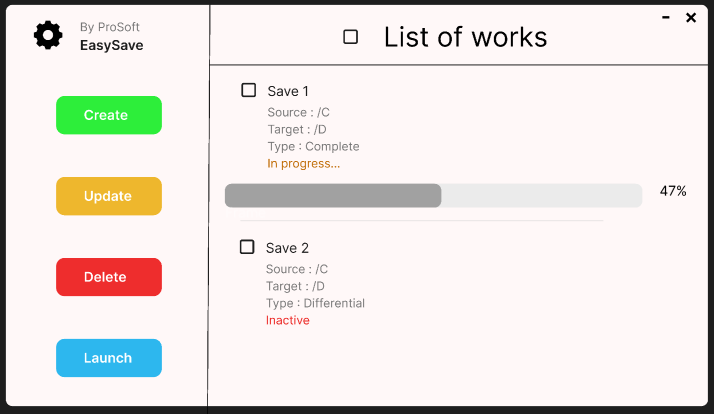 By ProSoft
EasySave
Create
Update
Delete
Launch
List of works
Save 1
Source : /C
Target : /D
Type : Complete
In progress...
47%
Save 2
Source : /C
Target : /D
Type : Differential
Inactive